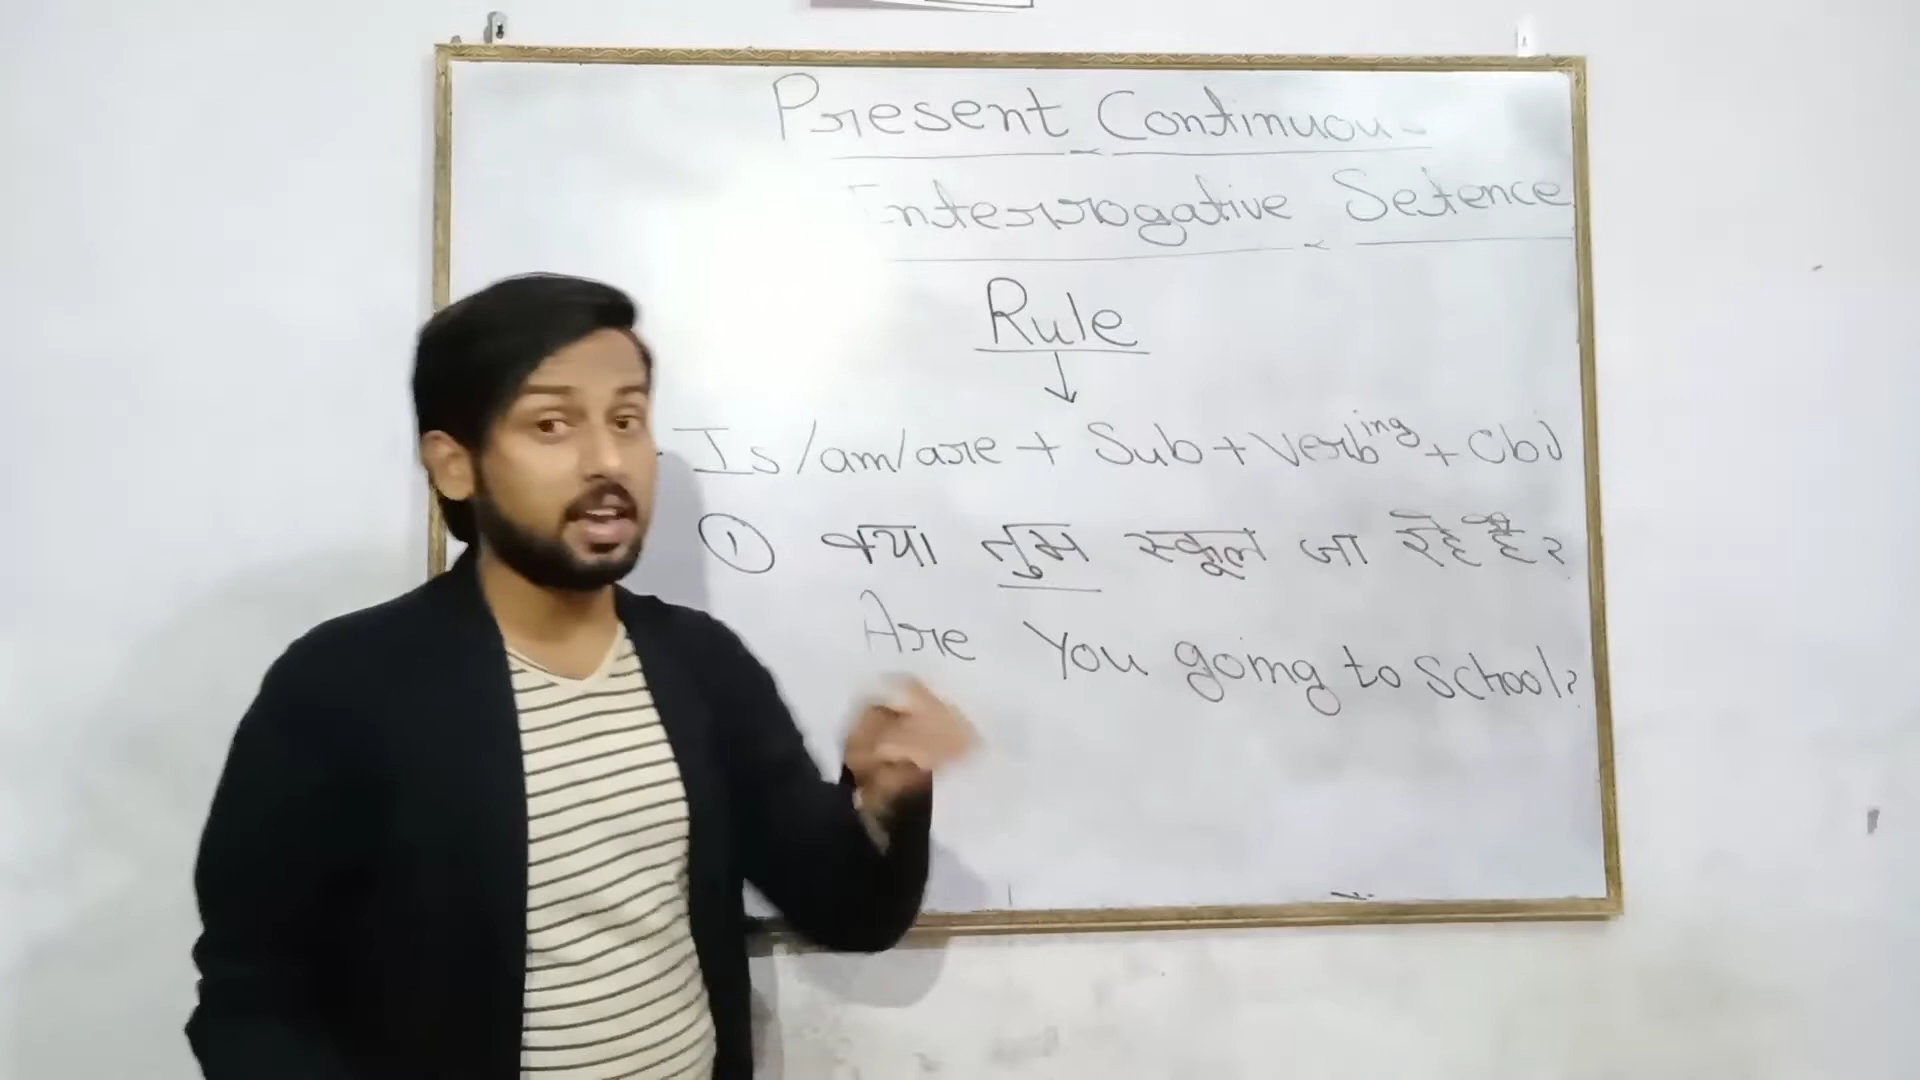 Present Continuou
Interrogative Setence
Rule
Is/am/are + Sub + Verb ing + Obj
① क्या तुम स्कूल जा रहे हैं?
Are You going to School?